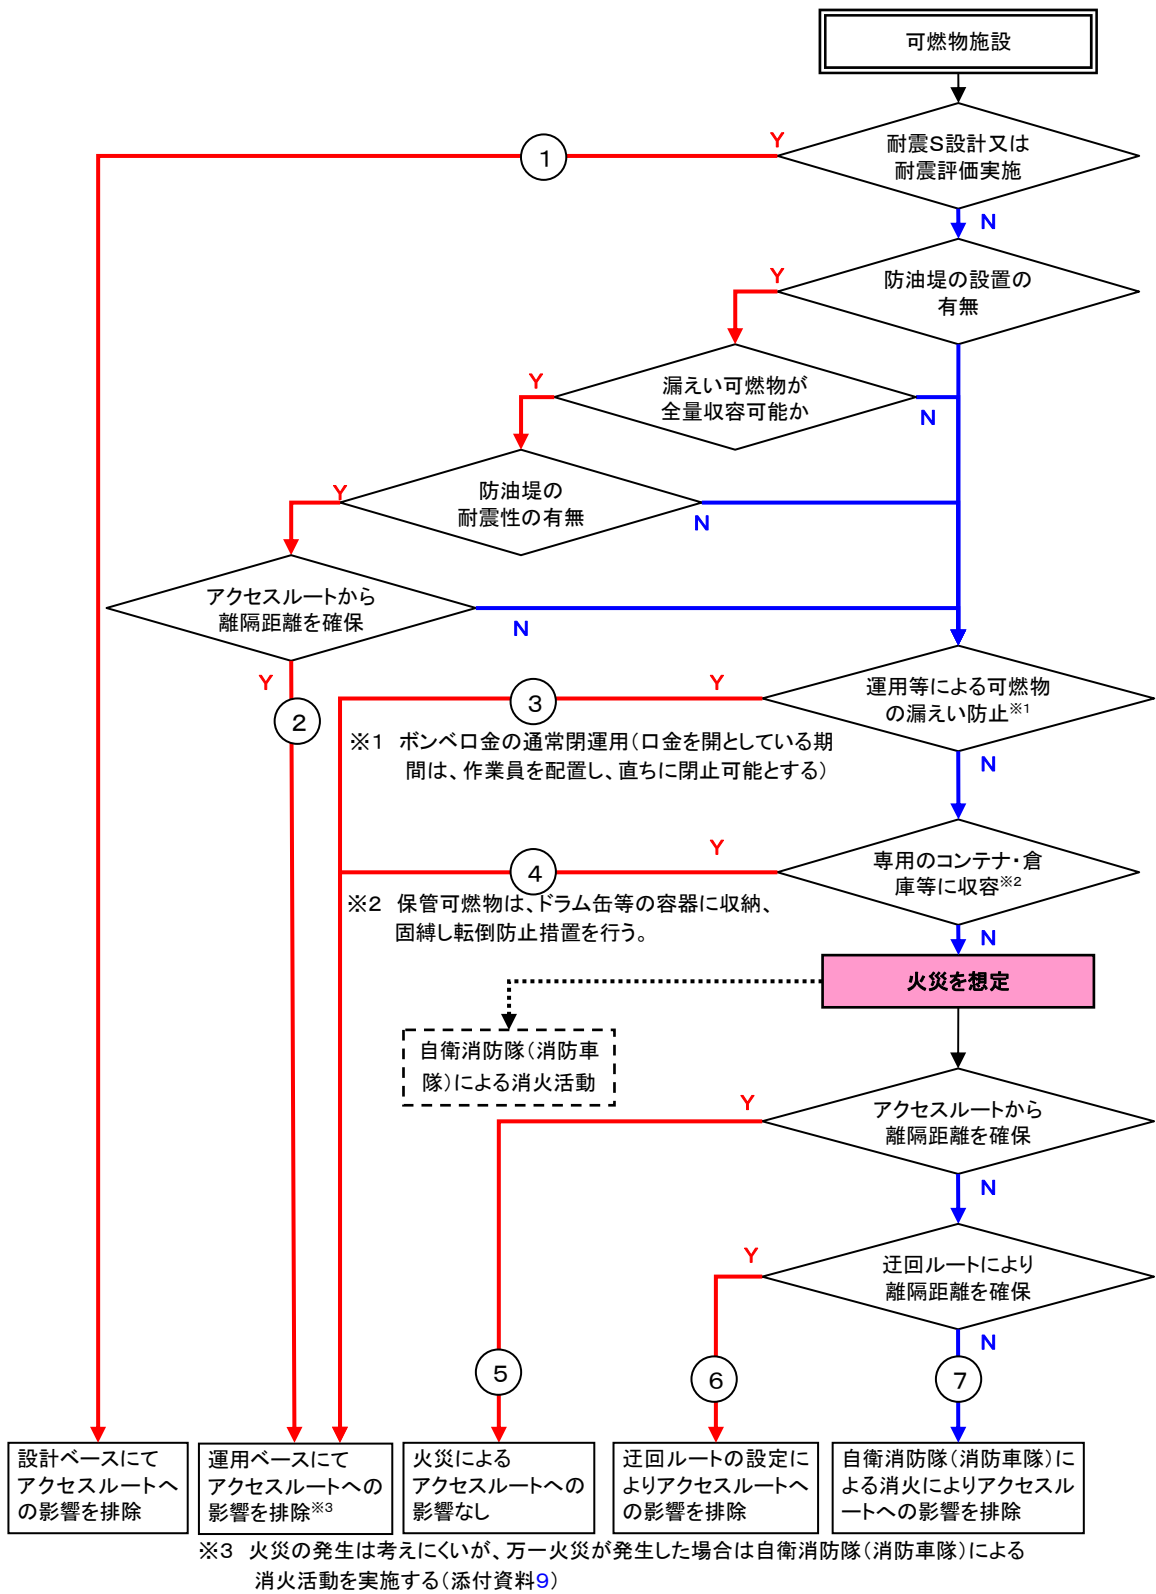 可燃物施設
Y
①
耐震S設計又は
耐震評価実施
N
Y
防油堤の設置の
有無
Y
漏えい可燃物が
全量収容可能か
N
Y
防油堤の
耐震性の有無
N
アクセスルートから
離隔距離を確保
N
Y
②
③
Y
運用等による可燃物
の漏えい防止※1
※1 ボンベ口金の通常閉運用(口金を開としている期
間は、作業員を配置し、直ちに閉止可能とする)
N
④
Y
専用のコンテナ・倉
庫等に収容※2
※2 保管可燃物は、ドラム缶等の容器に収納、
固縛し転倒防止措置を行う。
N
火災を想定
自衛消防隊(消防車
隊)による消火活動
Y
アクセスルートから
離隔距離を確保
N
Y
迂回ルートにより
離隔距離を確保
N
⑤
⑥
⑦
設計ベースにて
アクセスルートへ
の影響を排除
運用ベースにて
アクセスルートへの
影響を排除※3
火災による
アクセスルートへの
影響なし
迂回ルートの設定に
よりアクセスルートへ
の影響を排除
自衛消防隊(消防車隊)に
よる消火によりアクセスル
ートへの影響を排除
※3 火災の発生は考えにくいが、万一火災が発生した場合は自衛消防隊(消防車隊)による
消火活動を実施する(添付資料9)